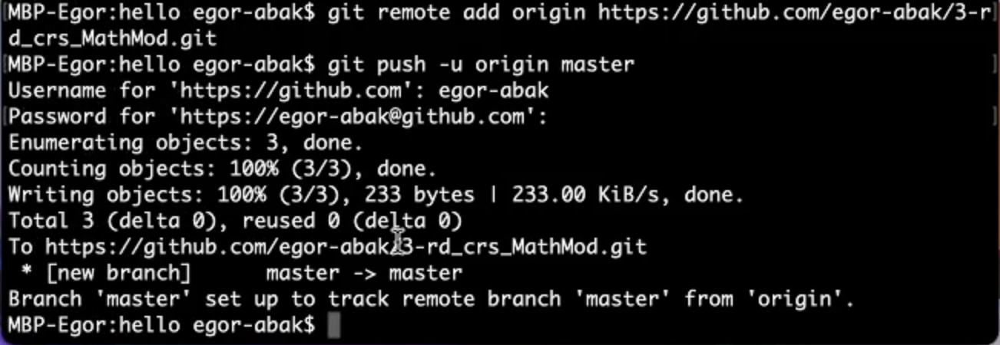 MBP-Egor:hello egor-abak$ git remote add origin https://github.com/egor-abak/3-r
d_crs_MathMod.git
MBP-Egor:hello egor-abak$ git push -u origin master
Username for 'https://github.com': egor-abak
Password for 'https://egor-abak@github.com':
Enumerating objects: 3, done.
Counting objects: 100% (3/3), done.
Writing objects: 100% (3/3), 233 bytes | 233.00 KiB/s, done.
Total 3 (delta 0), reused 0 (delta 0)
To https://github.com/egor-abak/3-rd_crs_MathMod.git
 * [new branch]      master -> master
Branch 'master' set up to track remote branch 'master' from 'origin'.
MBP-Egor:hello egor-abak$